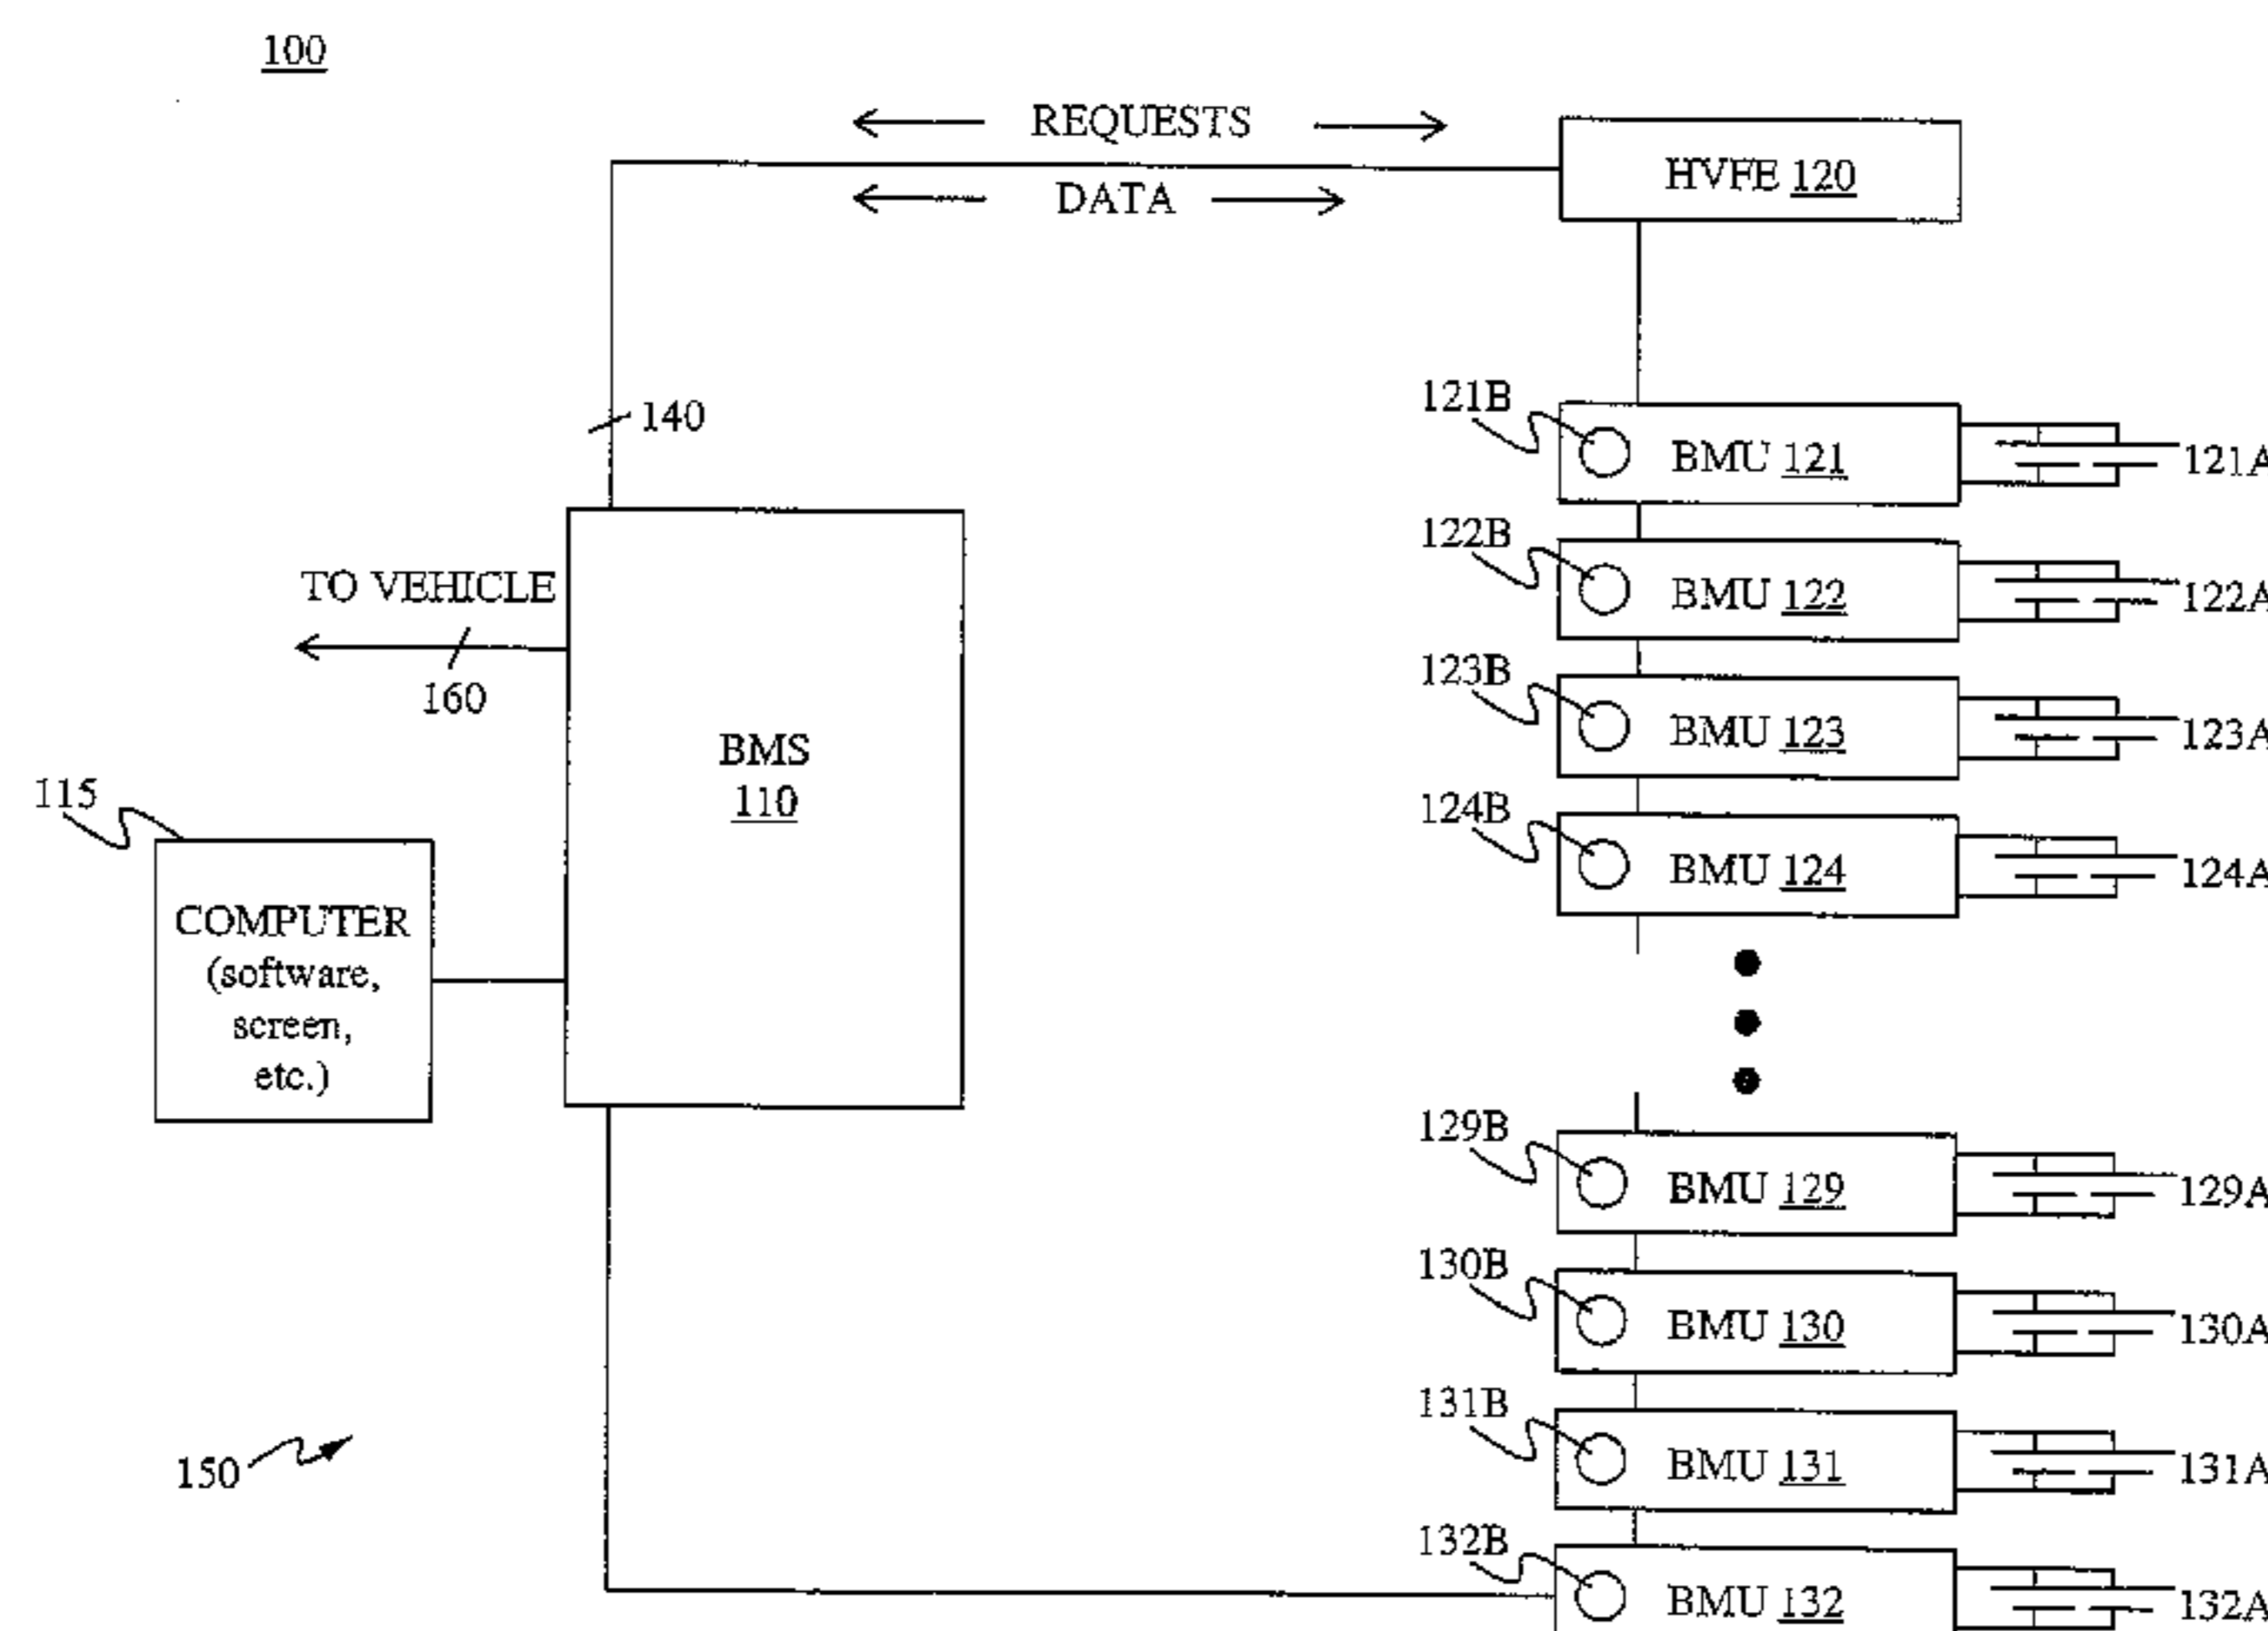 100
REQUESTS
DATA
HVFE 120
140
121B
BMU 121
121A
TO VEHICLE
160
122B
BMU 122
122A
123B
BMU 123
123A
BMS
110
115
124B
BMU 124
124A
COMPUTER
(software,
screen,
etc.)
129B
BMU 129
129A
130B
BMU 130
130A
131B
BMU 131
131A
150
132B
BMU 132
132A